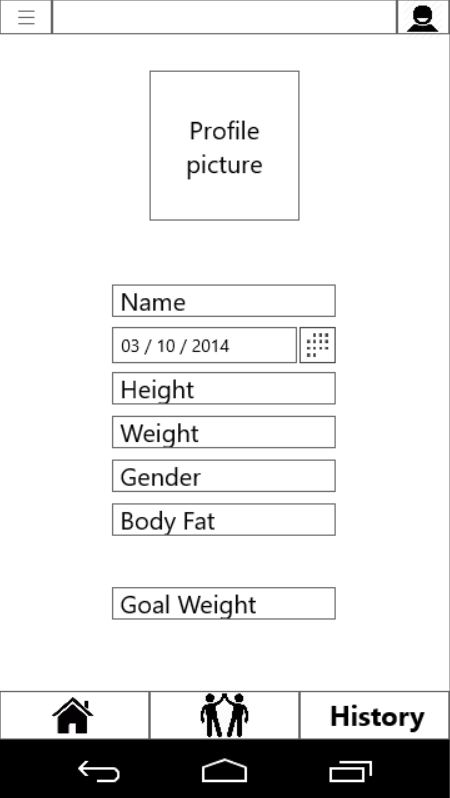 Profile
picture
Name
03 / 10 / 2014
Height
Weight
Gender
Body Fat
Goal Weight
History